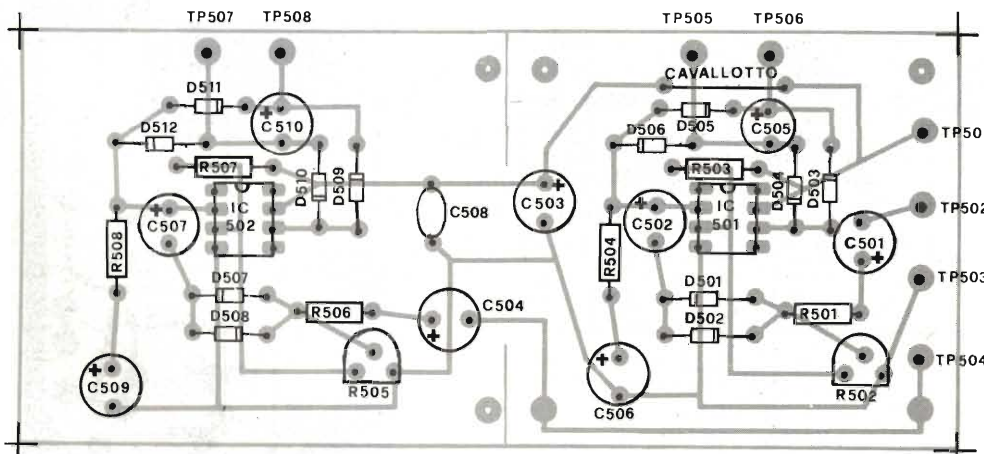 TP507 TP508 TP505 TP506
D511 CAVALLOTTO
D512 C510 D506 D505 C505 TP50
R507 R503
D510 D509 D504 D503
C507 IC 502 C508 C503 C502 IC 501 TP502
R508 R504 C501
D507 D501 TP503
R506 C504 R501
D508 D502
C509 R505 C506 R502 TP504